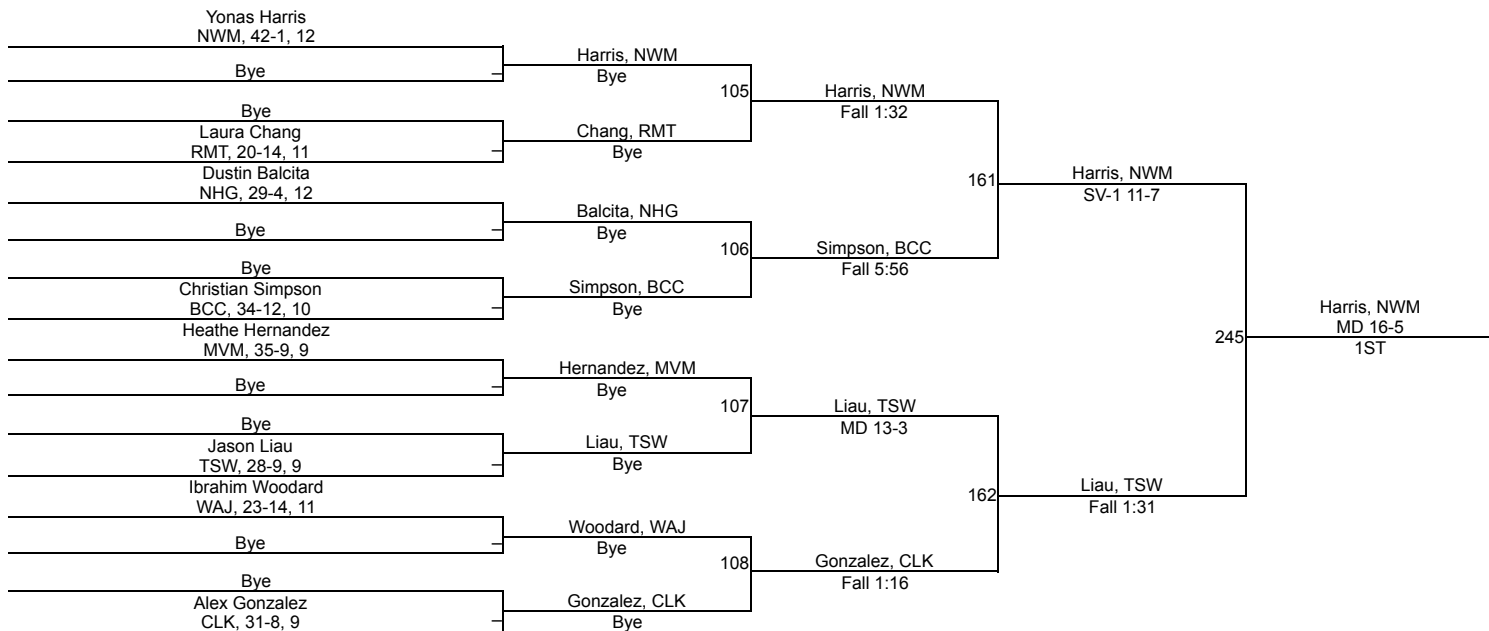 Yonas Harris
NWM, 42-1, 12
Bye
Bye
Laura Chang
RMT, 20-14, 11
Dustin Balcita
NHG, 29-4, 12
Bye
Bye
Christian Simpson
BCC, 34-12, 10
Heathe Hernandez
MVM, 35-9, 9
Bye
Bye
Jason Liau
TSW, 28-9, 9
Ibrahim Woodard
WAJ, 23-14, 11
Bye
Bye
Alex Gonzalez
CLK, 31-8, 9
Harris, NWM
Bye
Chang, RMT
Bye
Balcita, NHG
Bye
Simpson, BCC
Bye
Hernandez, MVM
Bye
Liau, TSW
Bye
Woodard, WAJ
Bye
Gonzalez, CLK
Bye
105
106
107
108
Harris, NWM
Fall 1:32
Simpson, BCC
Fall 5:56
Liau, TSW
MD 13-3
Gonzalez, CLK
Fall 1:16
161
162
Harris, NWM
SV-1 11-7
Liau, TSW
Fall 1:31
245
Harris, NWM
MD 16-5
1ST